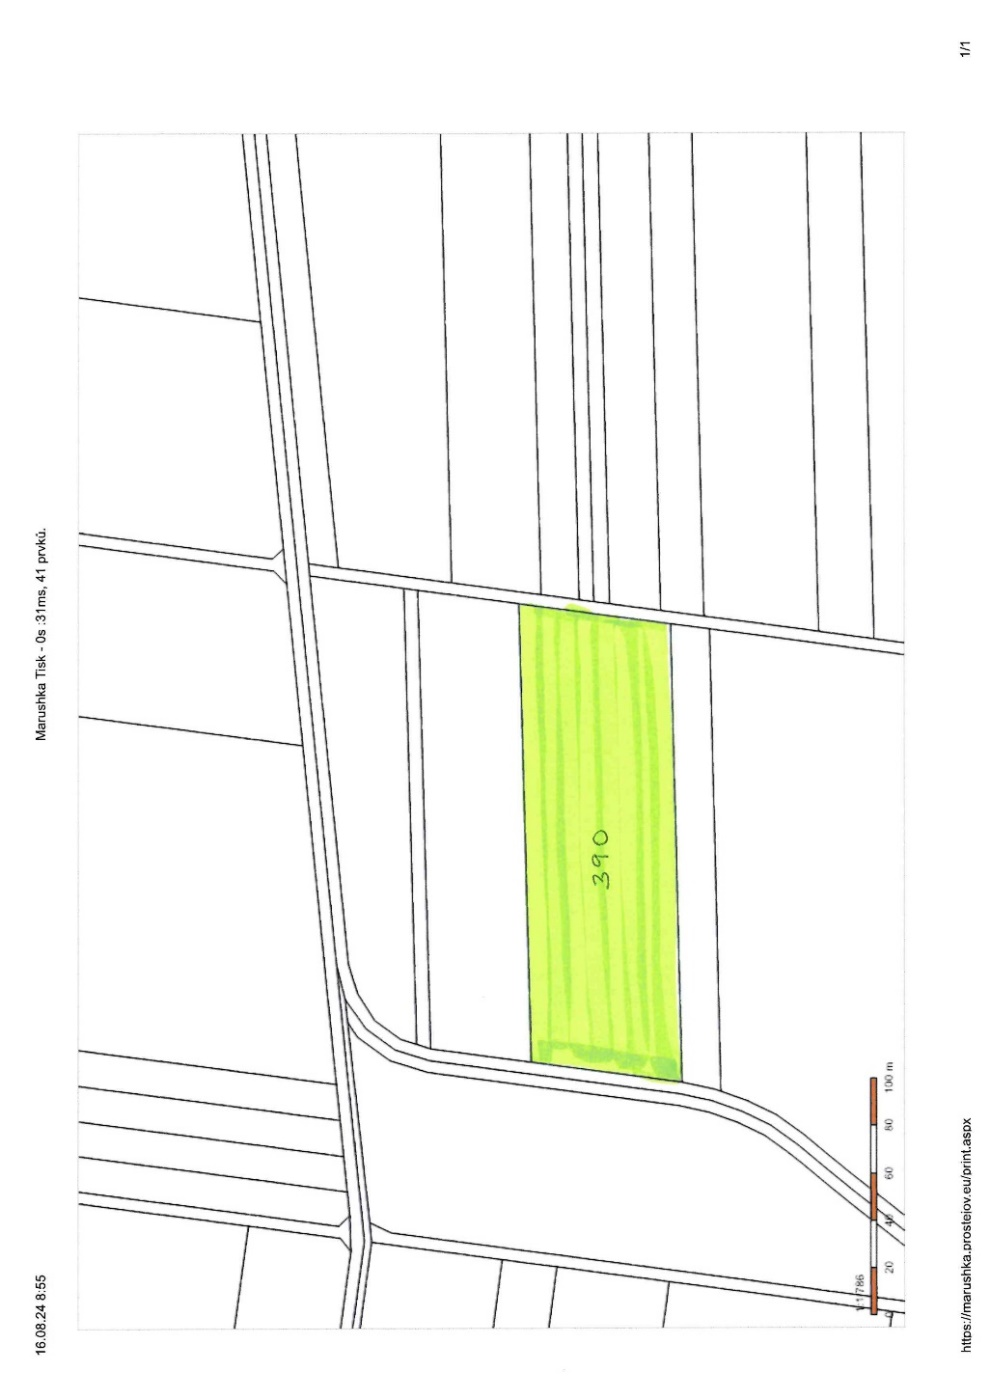 16.08.24 8:55
Marushka Tisk - 0s :31ms, 41 prvků.
390
1:1786
0 20 40 60 80 100 m
https://marushka.prostejov.eu/print.aspx
1/1